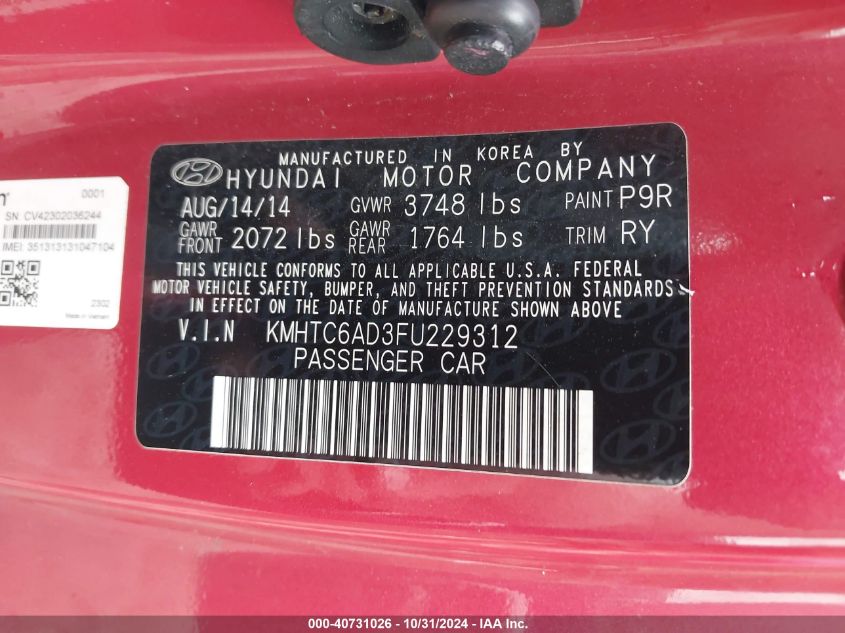 MANUFACTURED IN KOREA BY
HYUNDAI MOTOR COMPANY
AUG/14/14 GVWR 3748 lbs PAINT P9R
GAWR FRONT 2072 lbs GAWR REAR 1764 lbs TRIM RY
THIS VEHICLE CONFORMS TO ALL APPLICABLE U.S.A. FEDERAL
MOTOR VEHICLE SAFETY, BUMPER, AND THEFT PREVENTION STANDARDS
IN EFFECT ON THE DATE OF MANUFACTURE SHOWN ABOVE
V.I.N KMHTC6AD3FU229312
PASSENGER CAR
0001
SN: CV42302036244
IMEI: 351313131047104
2302
Made in Vietnam
000-40731026 - 10/31/2024 - IAA Inc.